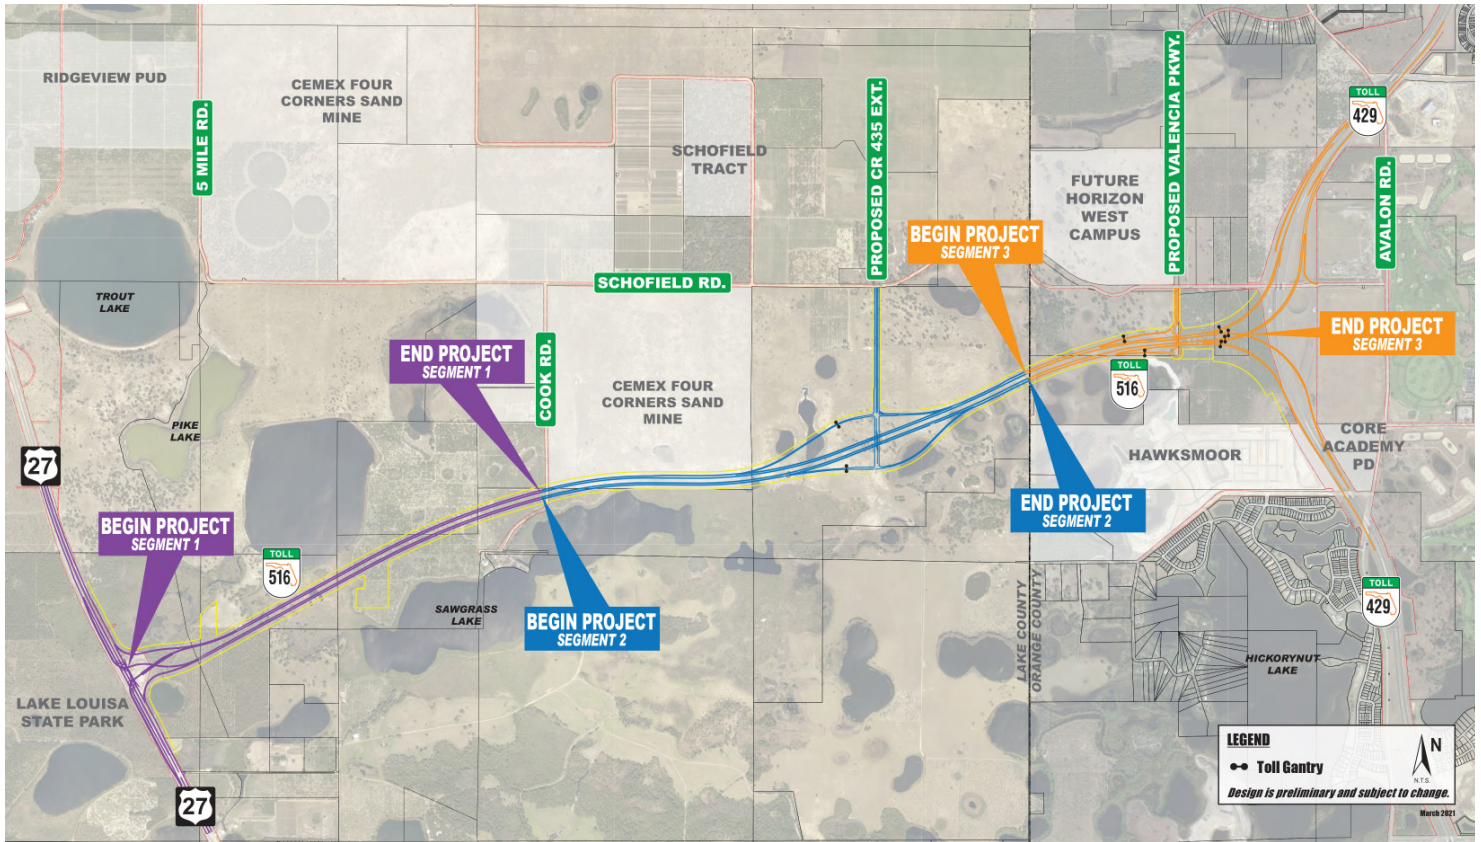 RIDGEVIEW PUD
5 MILE RD.
CEMEX FOUR
CORNERS SAND
MINE
SCHOFIELD
TRACT
PROPOSED CR 435 EXT.
PROPOSED VALENCIA PKWY.
TOLL
429
AVALON RD.
FUTURE
HORIZON
WEST
CAMPUS
BEGIN PROJECT
SEGMENT 3
TROUT
LAKE
SCHOFIELD RD.
END PROJECT
SEGMENT 3
END PROJECT
SEGMENT 1
COOK RD.
CEMEX FOUR
CORNERS SAND
MINE
TOLL
516
PIKE
LAKE
27
HAWKSMOOR
CORE
ACADEMY
PD
BEGIN PROJECT
SEGMENT 1
END PROJECT
SEGMENT 2
TOLL
516
SAWGRASS
LAKE
BEGIN PROJECT
SEGMENT 2
LAKE COUNTY
ORANGE COUNTY
TOLL
429
HICKORYNUT
LAKE
LAKE LOUISA
STATE PARK
27
LEGEND
Toll Gantry
N
N.T.S.
Design is preliminary and subject to change.
March 2021